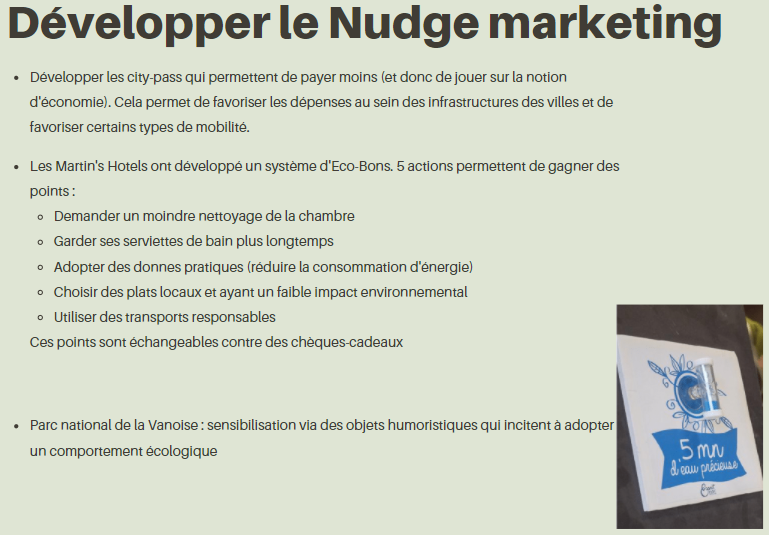 Développer le Nudge marketing
• Développer les city-pass qui permettent de payer moins (et donc de jouer sur la notion
d'économie). Cela permet de favoriser les dépenses au sein des infrastructures des villes et de
favoriser certains types de mobilité.
• Les Martin's Hotels ont développé un système d'Eco-Bons. 5 actions permettent de gagner des
points :
◦ Demander un moindre nettoyage de la chambre
◦ Garder ses serviettes de bain plus longtemps
◦ Adopter des donnes pratiques (réduire la consommation d'énergie)
◦ Choisir des plats locaux et ayant un faible impact environnemental
◦ Utiliser des transports responsables
Ces points sont échangeables contre des chèques-cadeaux
• Parc national de la Vanoise : sensibilisation via des objets humoristiques qui incitent à adopter
un comportement écologique
5 mn
d'eau précieuse